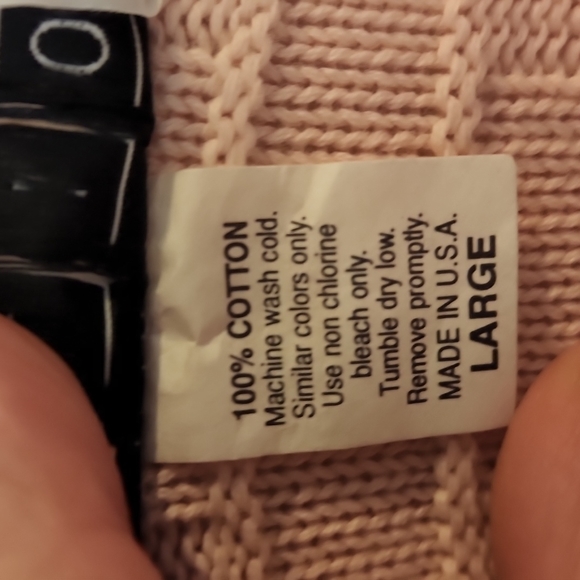 100% COTTON
Machine wash cold.
Similar colors only.
Use non chlorine
bleach only.
Tumble dry low.
Remove promptly.
MADE IN U.S.A.
LARGE